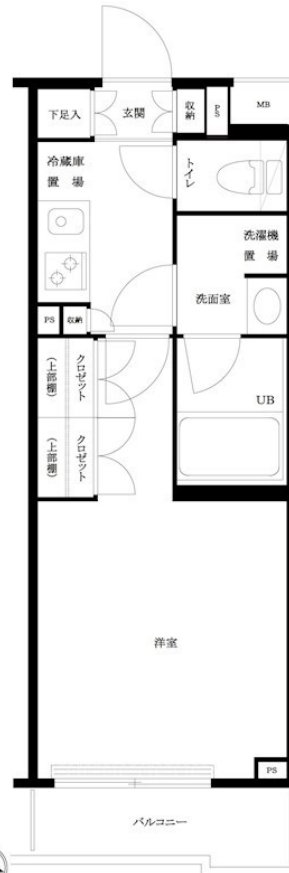 下足入
玄関
収納
PS
MB
冷蔵庫
置 場
トイレ
洗濯機
置 場
洗面室
PS
収納
クロゼット
(上部棚)
クロゼット
(上部棚)
UB
洋室
PS
バルコニー